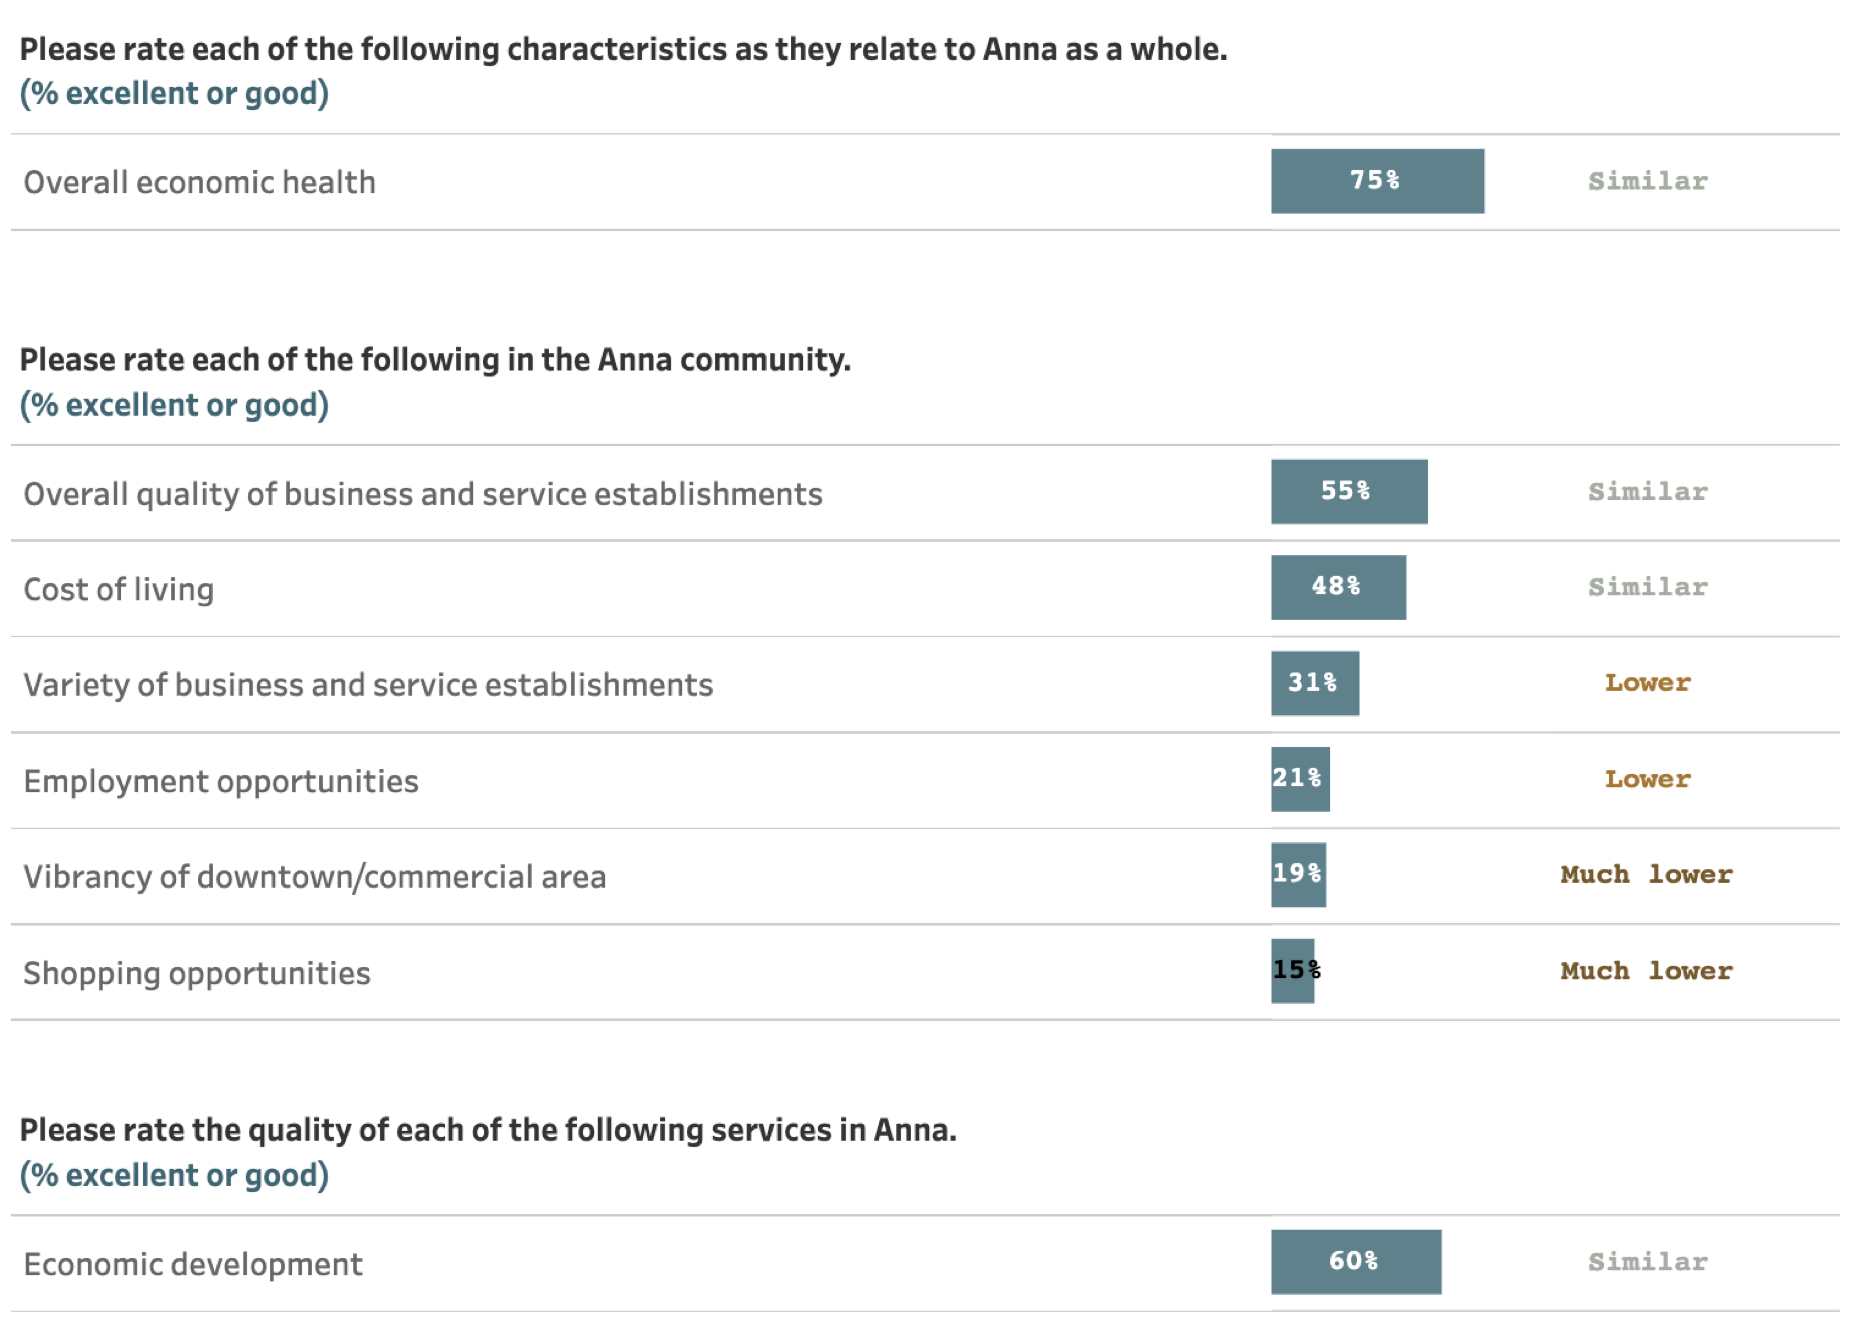 Please rate each of the following characteristics as they relate to Anna as a whole.
(% excellent or good)
Overall economic health 75% Similar
Please rate each of the following in the Anna community.
(% excellent or good)
Overall quality of business and service establishments 55% Similar
Cost of living 48% Similar
Variety of business and service establishments 31% Lower
Employment opportunities 21% Lower
Vibrancy of downtown/commercial area 19% Much lower
Shopping opportunities 15% Much lower
Please rate the quality of each of the following services in Anna.
(% excellent or good)
Economic development 60% Similar